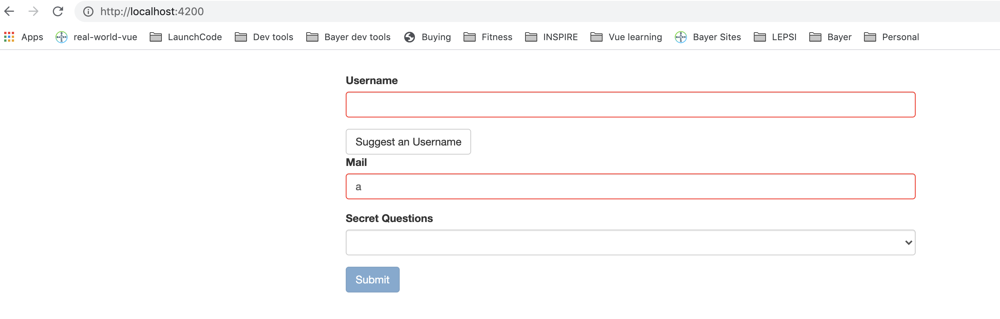 http://localhost:4200
Apps real-world-vue LaunchCode Dev tools Bayer dev tools Buying Fitness INSPIRE Vue learning Bayer Sites LEPSI Bayer Personal
Username
Suggest an Username
Mail
a
Secret Questions
Submit